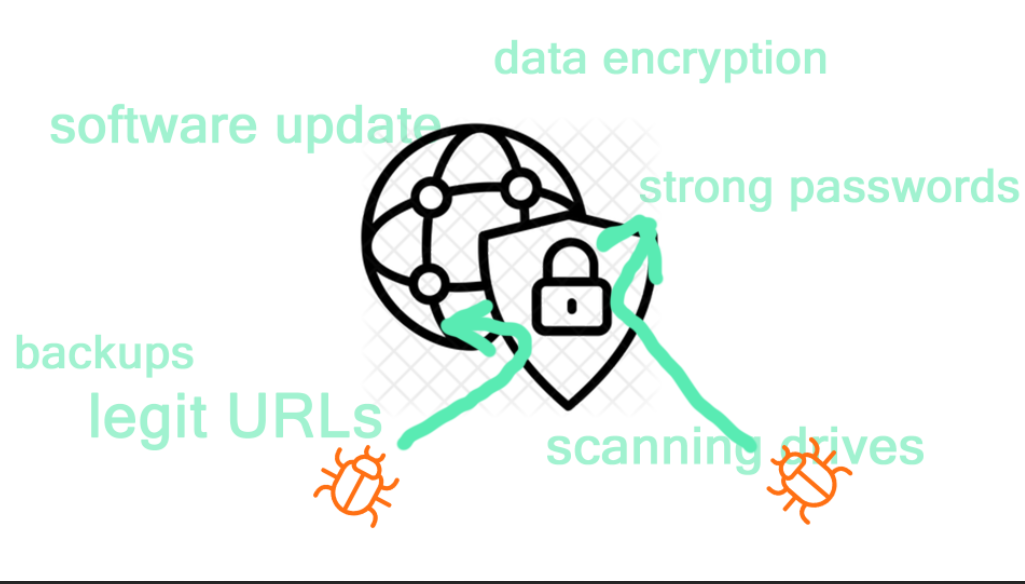 data encryption
software update
strong passwords
backups
legit URLs
scanning drives